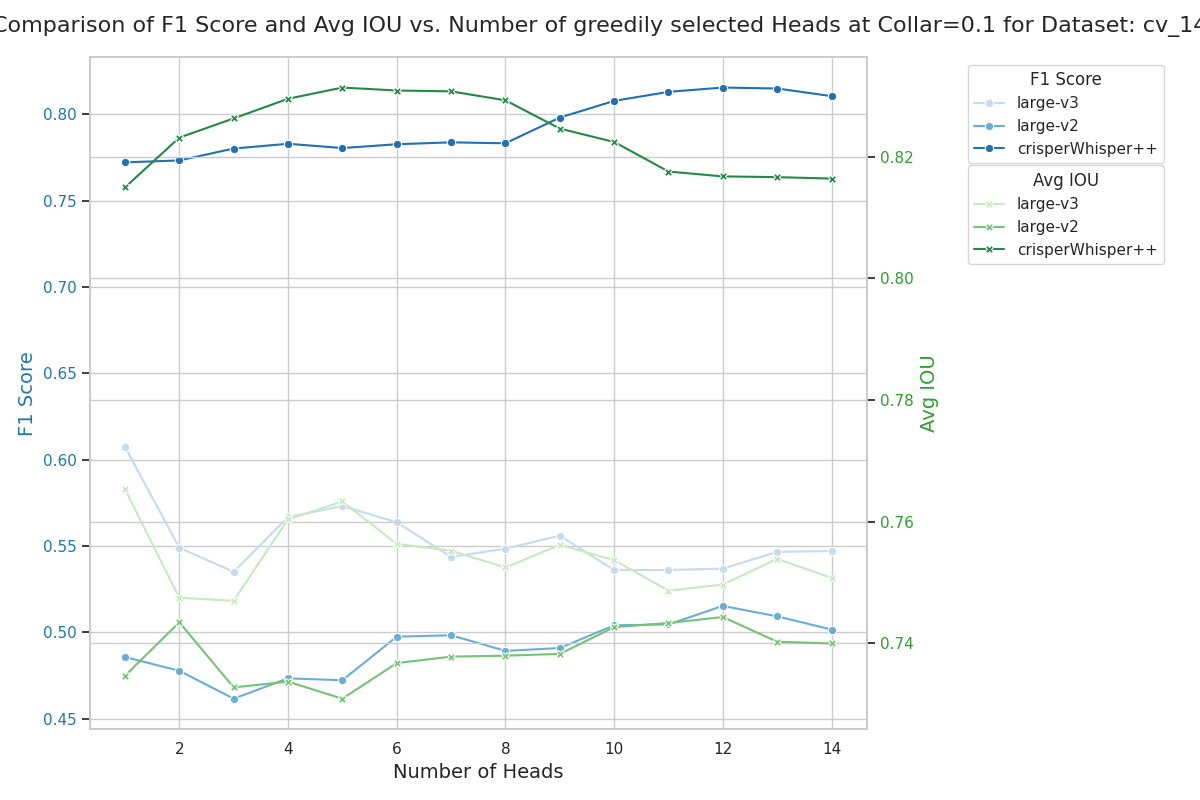 Comparison of F1 Score and Avg IOU vs. Number of greedily selected Heads at Collar=0.1 for Dataset: cv_14
F1 Score
large-v3
large-v2
crisperWhisper++
Avg IOU
large-v3
large-v2
crisperWhisper++
0.80
0.75
0.70
0.65
0.60
0.55
0.50
0.45
F1 Score
0.82
0.80
0.78
0.76
0.74
Avg IOU
2 4 6 8 10 12 14
Number of Heads